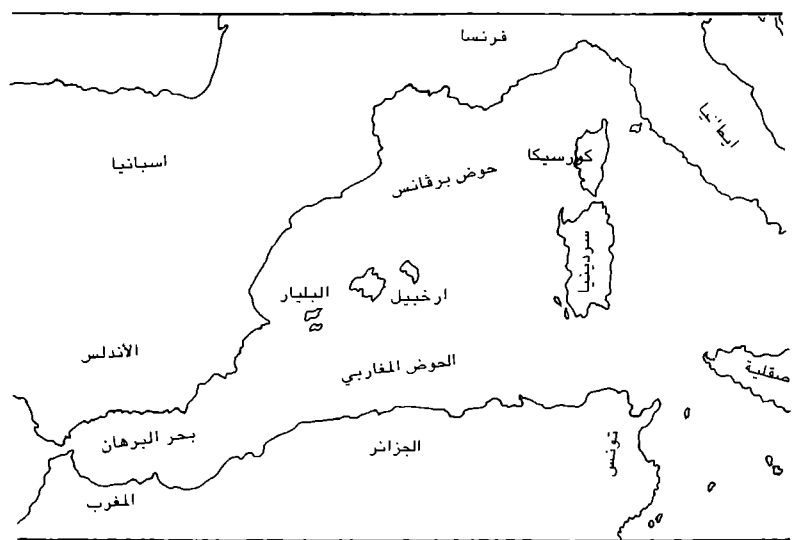 فرنسا
ايطاليا
اسبانيا
كورسيكا
حوض برڤانس
سردينيا
البليار
ارخبيل
الأندلس
الحوض المغاربي
صقلية
بحر البرهان
الجزائر
تونس
المغرب